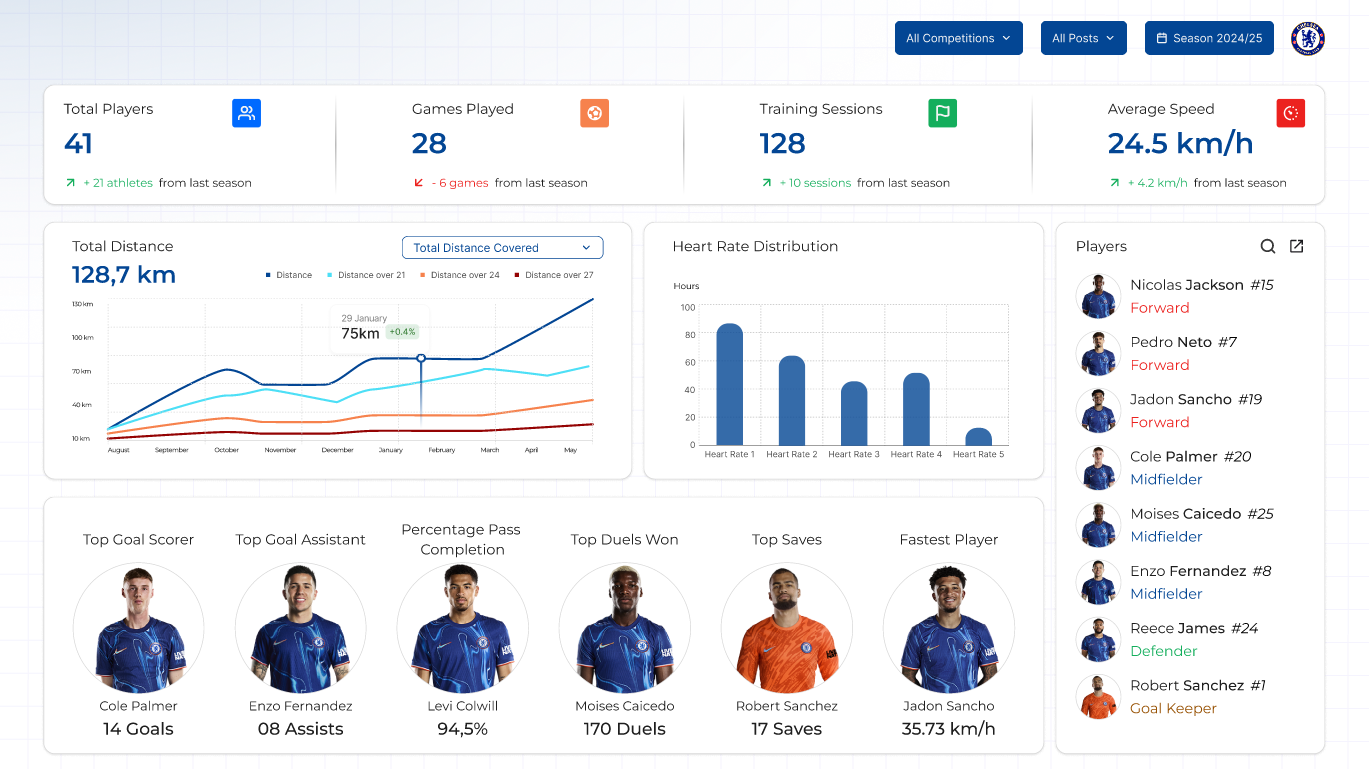 All Competitions
All Posts
Season 2024/25
CHELSEA
FOOTBALL CLUB
Total Players
41
+ 21 athletes from last season
Games Played
28
- 6 games from last season
Training Sessions
128
+ 10 sessions from last season
Average Speed
24.5 km/h
+ 4.2 km/h from last season
Total Distance
Total Distance Covered
128,7 km
Distance
Distance over 21
Distance over 24
Distance over 27
130 km
100 km
70 km
40 km
10 km
29 January
75km +0.4%
August September October November December January February March April May
Heart Rate Distribution
Hours
100
80
60
40
20
0
Heart Rate 1 Heart Rate 2 Heart Rate 3 Heart Rate 4 Heart Rate 5
Players
Nicolas Jackson #15
Forward
Pedro Neto #7
Forward
Jadon Sancho #19
Forward
Cole Palmer #20
Midfielder
Moises Caicedo #25
Midfielder
Enzo Fernandez #8
Midfielder
Reece James #24
Defender
Robert Sanchez #1
Goal Keeper
Top Goal Scorer
Cole Palmer
14 Goals
Top Goal Assistant
Enzo Fernandez
08 Assists
Percentage Pass
Completion
Levi Colwill
94,5%
Top Duels Won
Moises Caicedo
170 Duels
Top Saves
Robert Sanchez
17 Saves
Fastest Player
Jadon Sancho
35.73 km/h